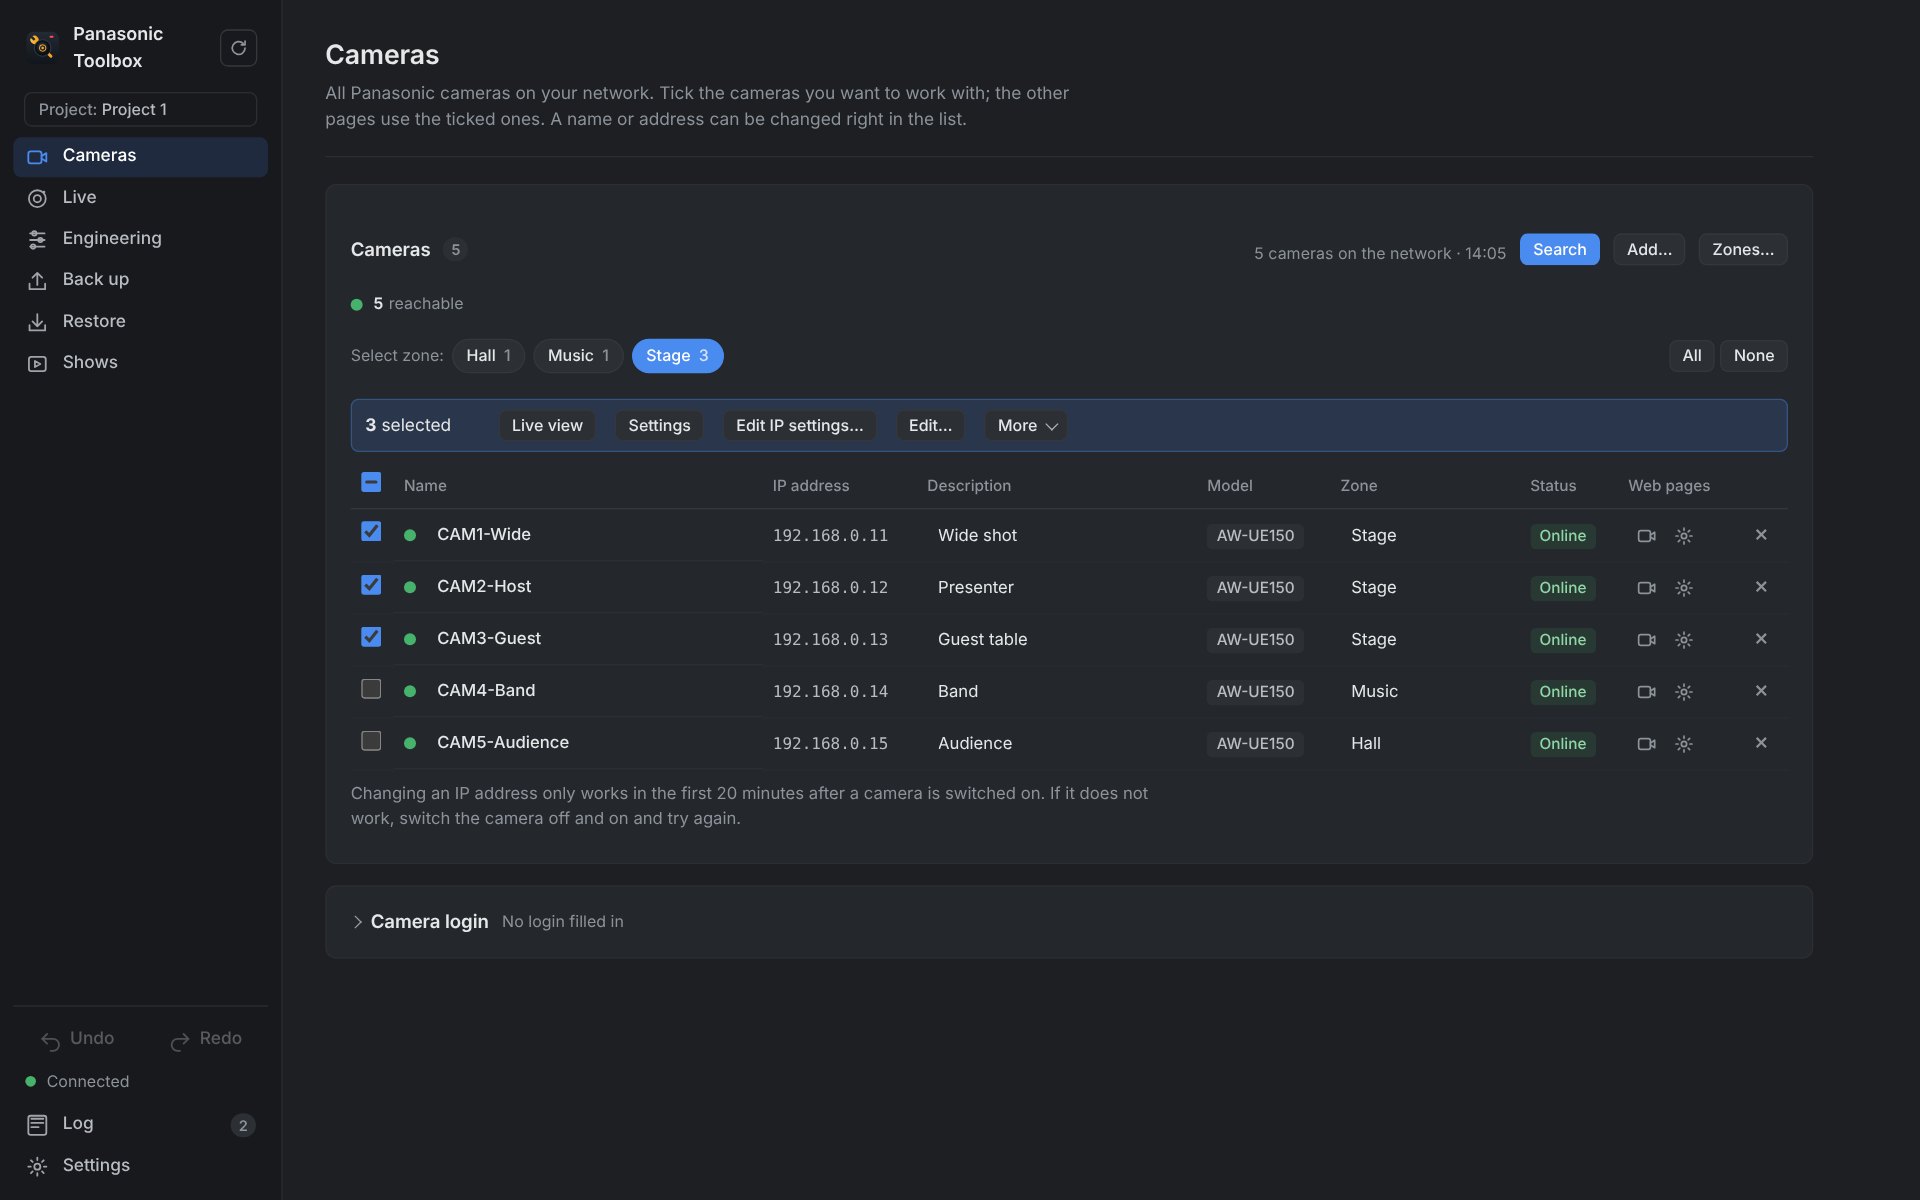 Panasonic
Toolbox
Project: Project 1
Cameras
Live
Engineering
Back up
Restore
Shows
Undo Redo
Connected
Log 2
Settings
Cameras
All Panasonic cameras on your network. Tick the cameras you want to work with; the other
pages use the ticked ones. A name or address can be changed right in the list.
Cameras 5 5 cameras on the network · 14:05 Search Add... Zones...
5 reachable
Select zone: Hall 1 Music 1 Stage 3 All None
3 selected Live view Settings Edit IP settings... Edit... More
Name IP address Description Model Zone Status Web pages
CAM1-Wide 192.168.0.11 Wide shot AW-UE150 Stage Online
CAM2-Host 192.168.0.12 Presenter AW-UE150 Stage Online
CAM3-Guest 192.168.0.13 Guest table AW-UE150 Stage Online
CAM4-Band 192.168.0.14 Band AW-UE150 Music Online
CAM5-Audience 192.168.0.15 Audience AW-UE150 Hall Online
Changing an IP address only works in the first 20 minutes after a camera is switched on. If it does not
work, switch the camera off and on and try again.
Camera login No login filled in